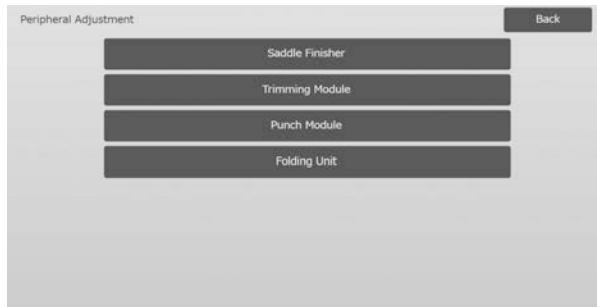 Peripheral Adjustment
Back
Saddle Finisher
Trimming Module
Punch Module
Folding Unit